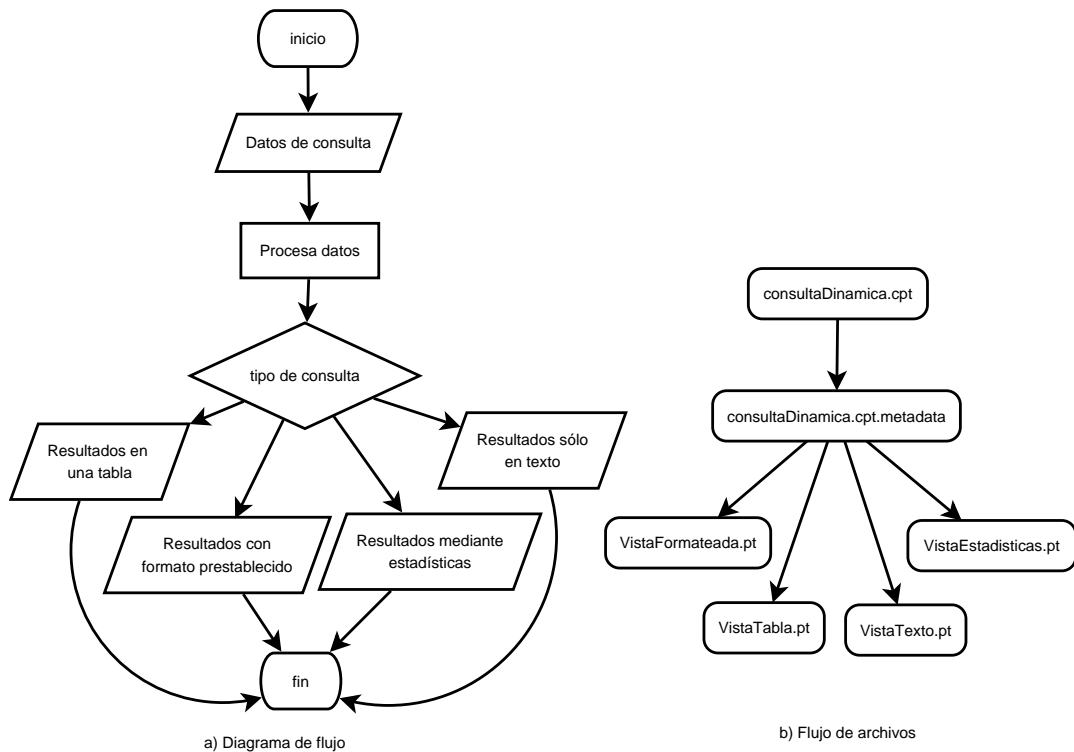 inicio
Datos de consulta
Procesa datos
tipo de consulta
Resultados en
una tabla
Resultados sólo
en texto
Resultados con
formato prestablecido
Resultados mediante
estadísticas
fin
a) Diagrama de flujo
consultaDinamica.cpt
consultaDinamica.cpt.metadata
VistaFormateada.pt
VistaEstadisticas.pt
VistaTabla.pt
VistaTexto.pt
b) Flujo de archivos